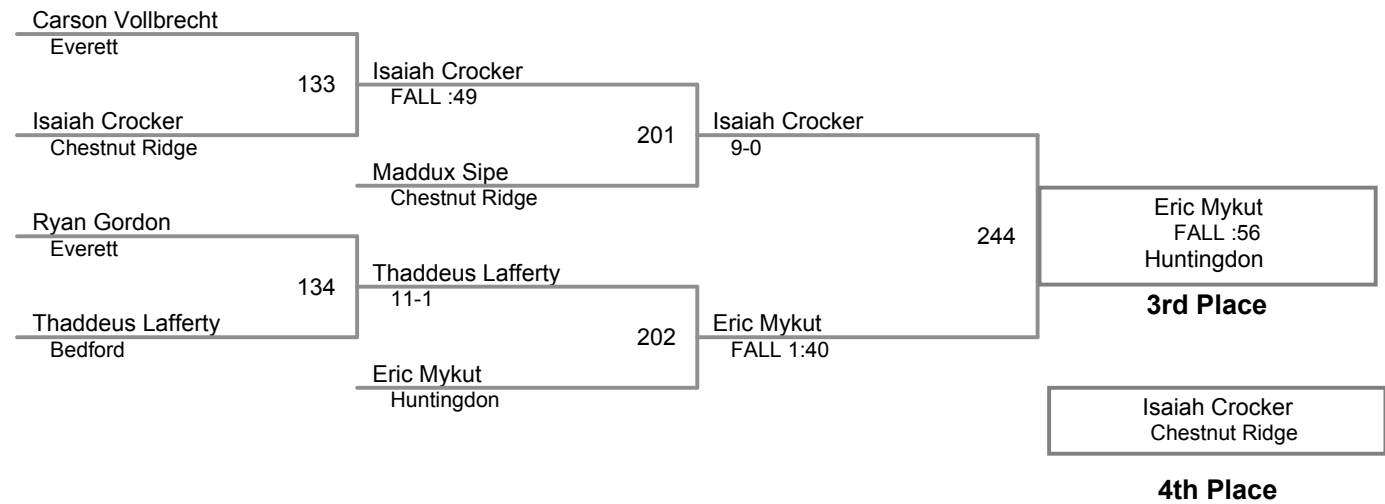 Carson Vollbrecht
Everett
133
Isaiah Crocker
FALL :49
Isaiah Crocker
Chestnut Ridge
201
Isaiah Crocker
9-0
Maddux Sipe
Chestnut Ridge
Ryan Gordon
Everett
134
Thaddeus Lafferty
11-1
Thaddeus Lafferty
Bedford
202
Eric Mykut
FALL 1:40
Eric Mykut
Huntingdon
244
Eric Mykut
FALL :56
Huntingdon
3rd Place
Isaiah Crocker
Chestnut Ridge
4th Place